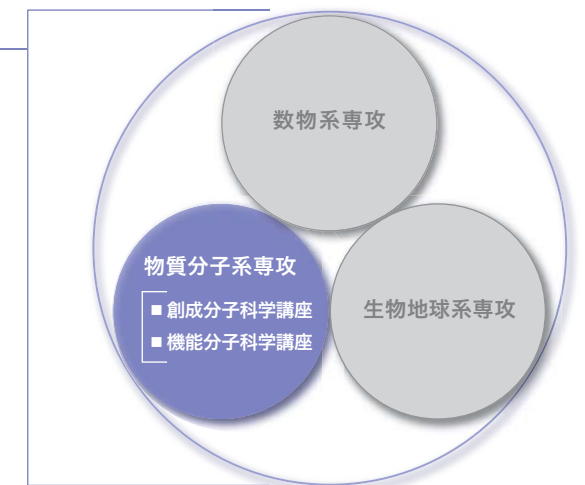 数物系専攻
物質分子系専攻
■ 創成分子科学講座
■ 機能分子科学講座
生物地球系専攻